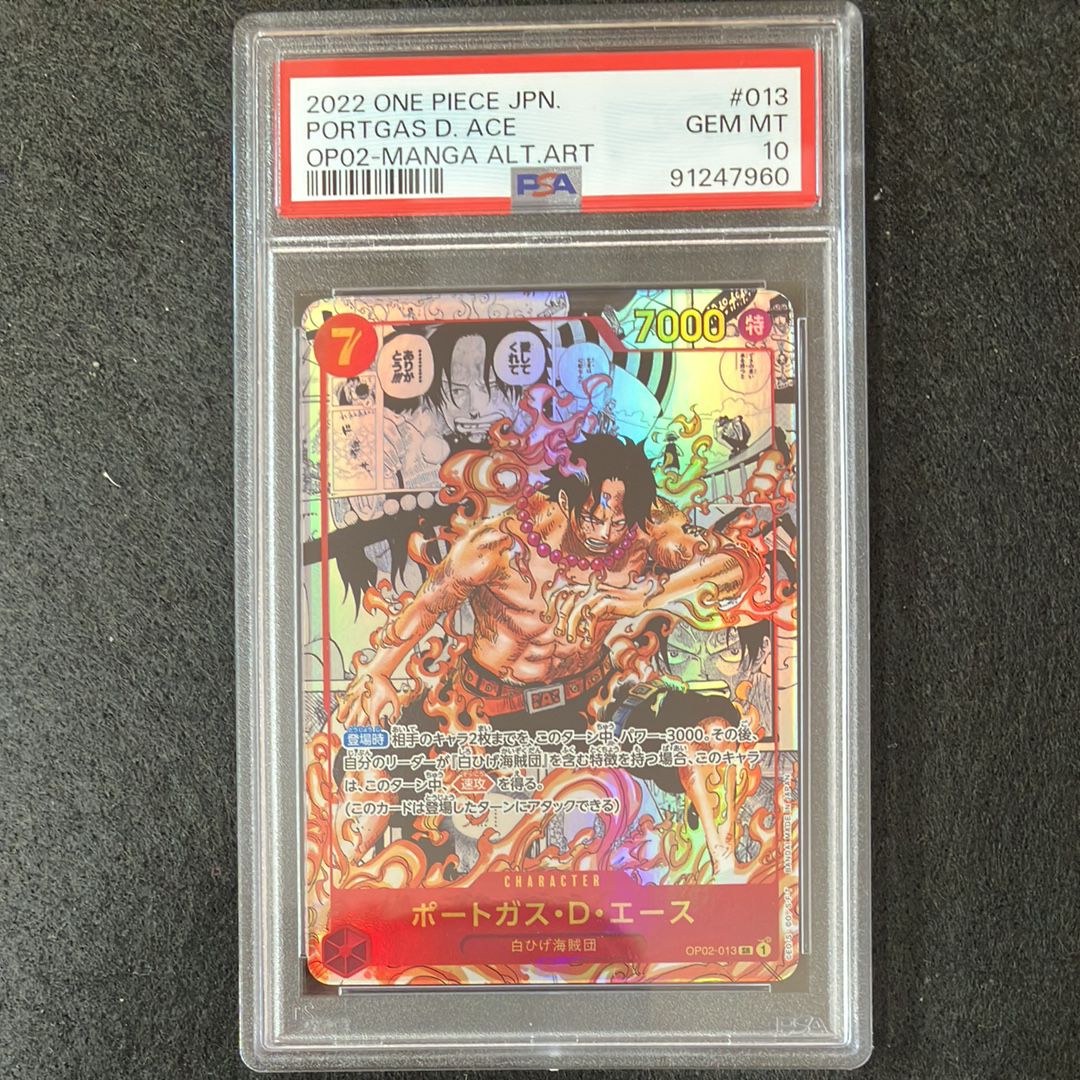 2022 ONE PIECE JPN.
#013
PORTGAS D. ACE
GEM MT
OP02-MANGA ALT.ART
10
PSA
91247960
7
7000
特
………
ありが
とう!!!
愛して
くれて
登場時 相手のキャラ2枚までを、このターン中、パワー-3000。その後、
自分のリーダーが『白ひげ海賊団』を含む特徴を持つ場合、このキャラ
は、このターン中、速攻を得る。
(このカードは登場したターンにアタックできる)
CHARACTER
ポートガス・D・エース
白ひげ海賊団
OP02-013 SR 1
BANDAI MADE IN JAPAN
PSA